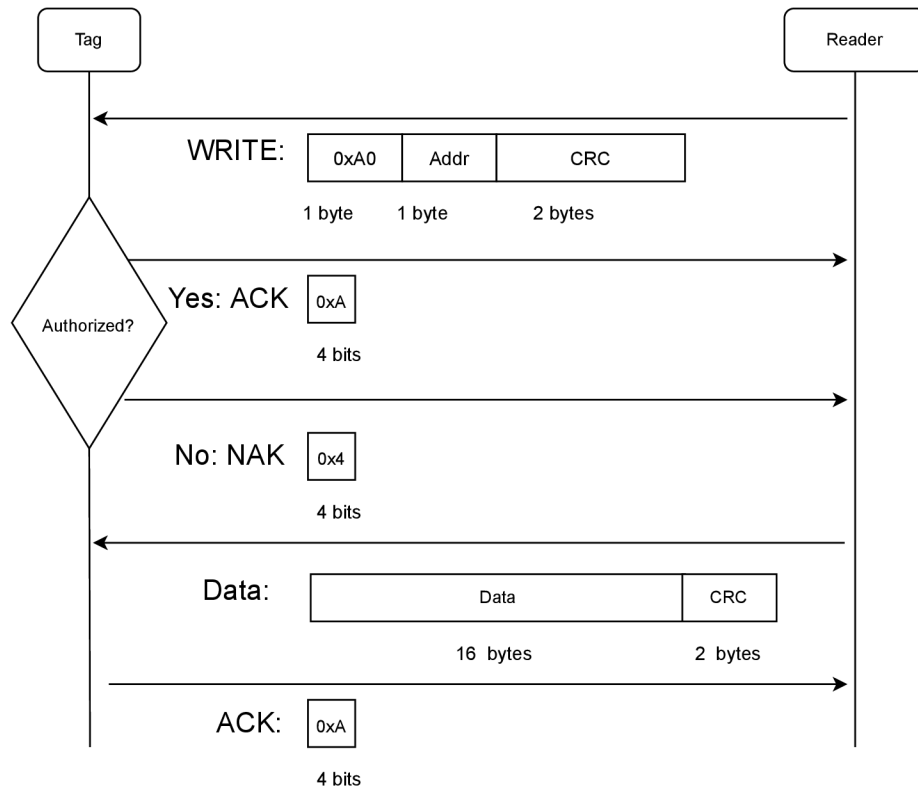 Tag
Reader
WRITE:
0xA0
Addr
CRC
1 byte
1 byte
2 bytes
Yes: ACK
0xA
4 bits
Authorized?
No: NAK
0x4
4 bits
Data:
Data
CRC
16 bytes
2 bytes
ACK:
0xA
4 bits